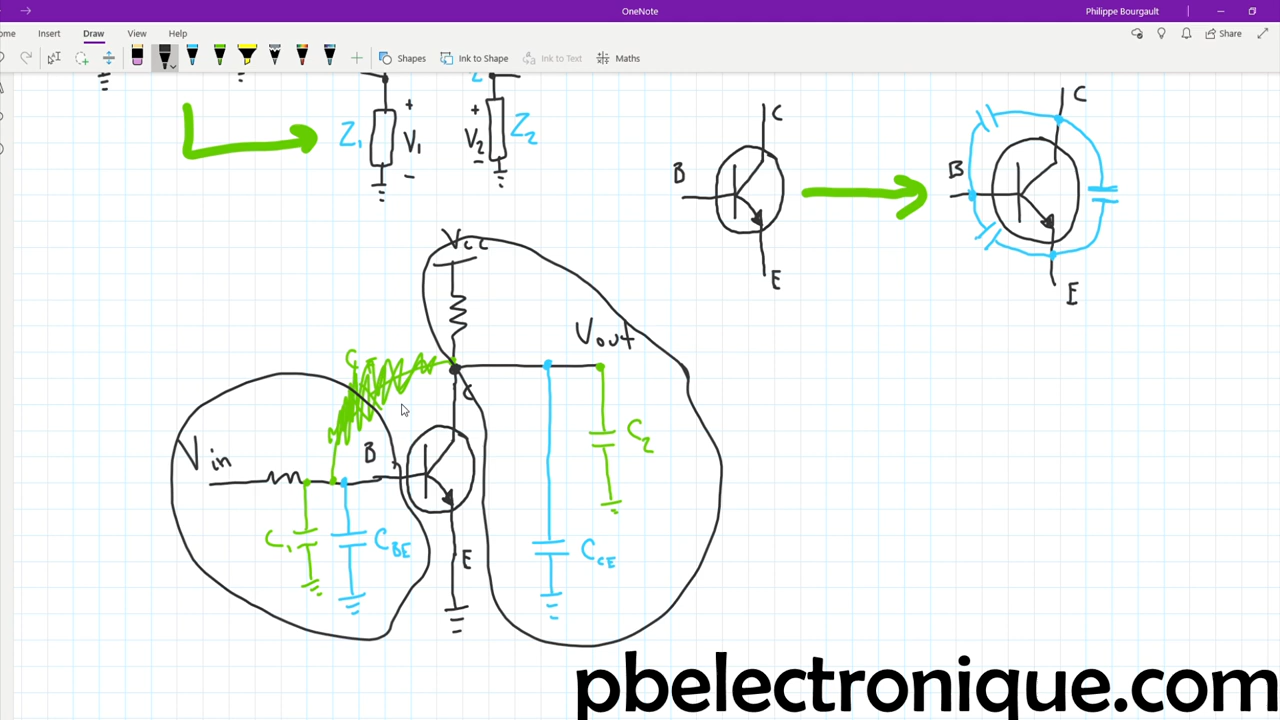 OneNote
Philippe Bourgault
ome Insert Draw View Help
Share
Shapes Ink to Shape Ink to Text Maths
Z1 + V1 - + V2 - Z2
B C E
B C E
Vcc
Vout
C
C
Vin B
C1 CBE E
C2
CCE
pbelectronique.com